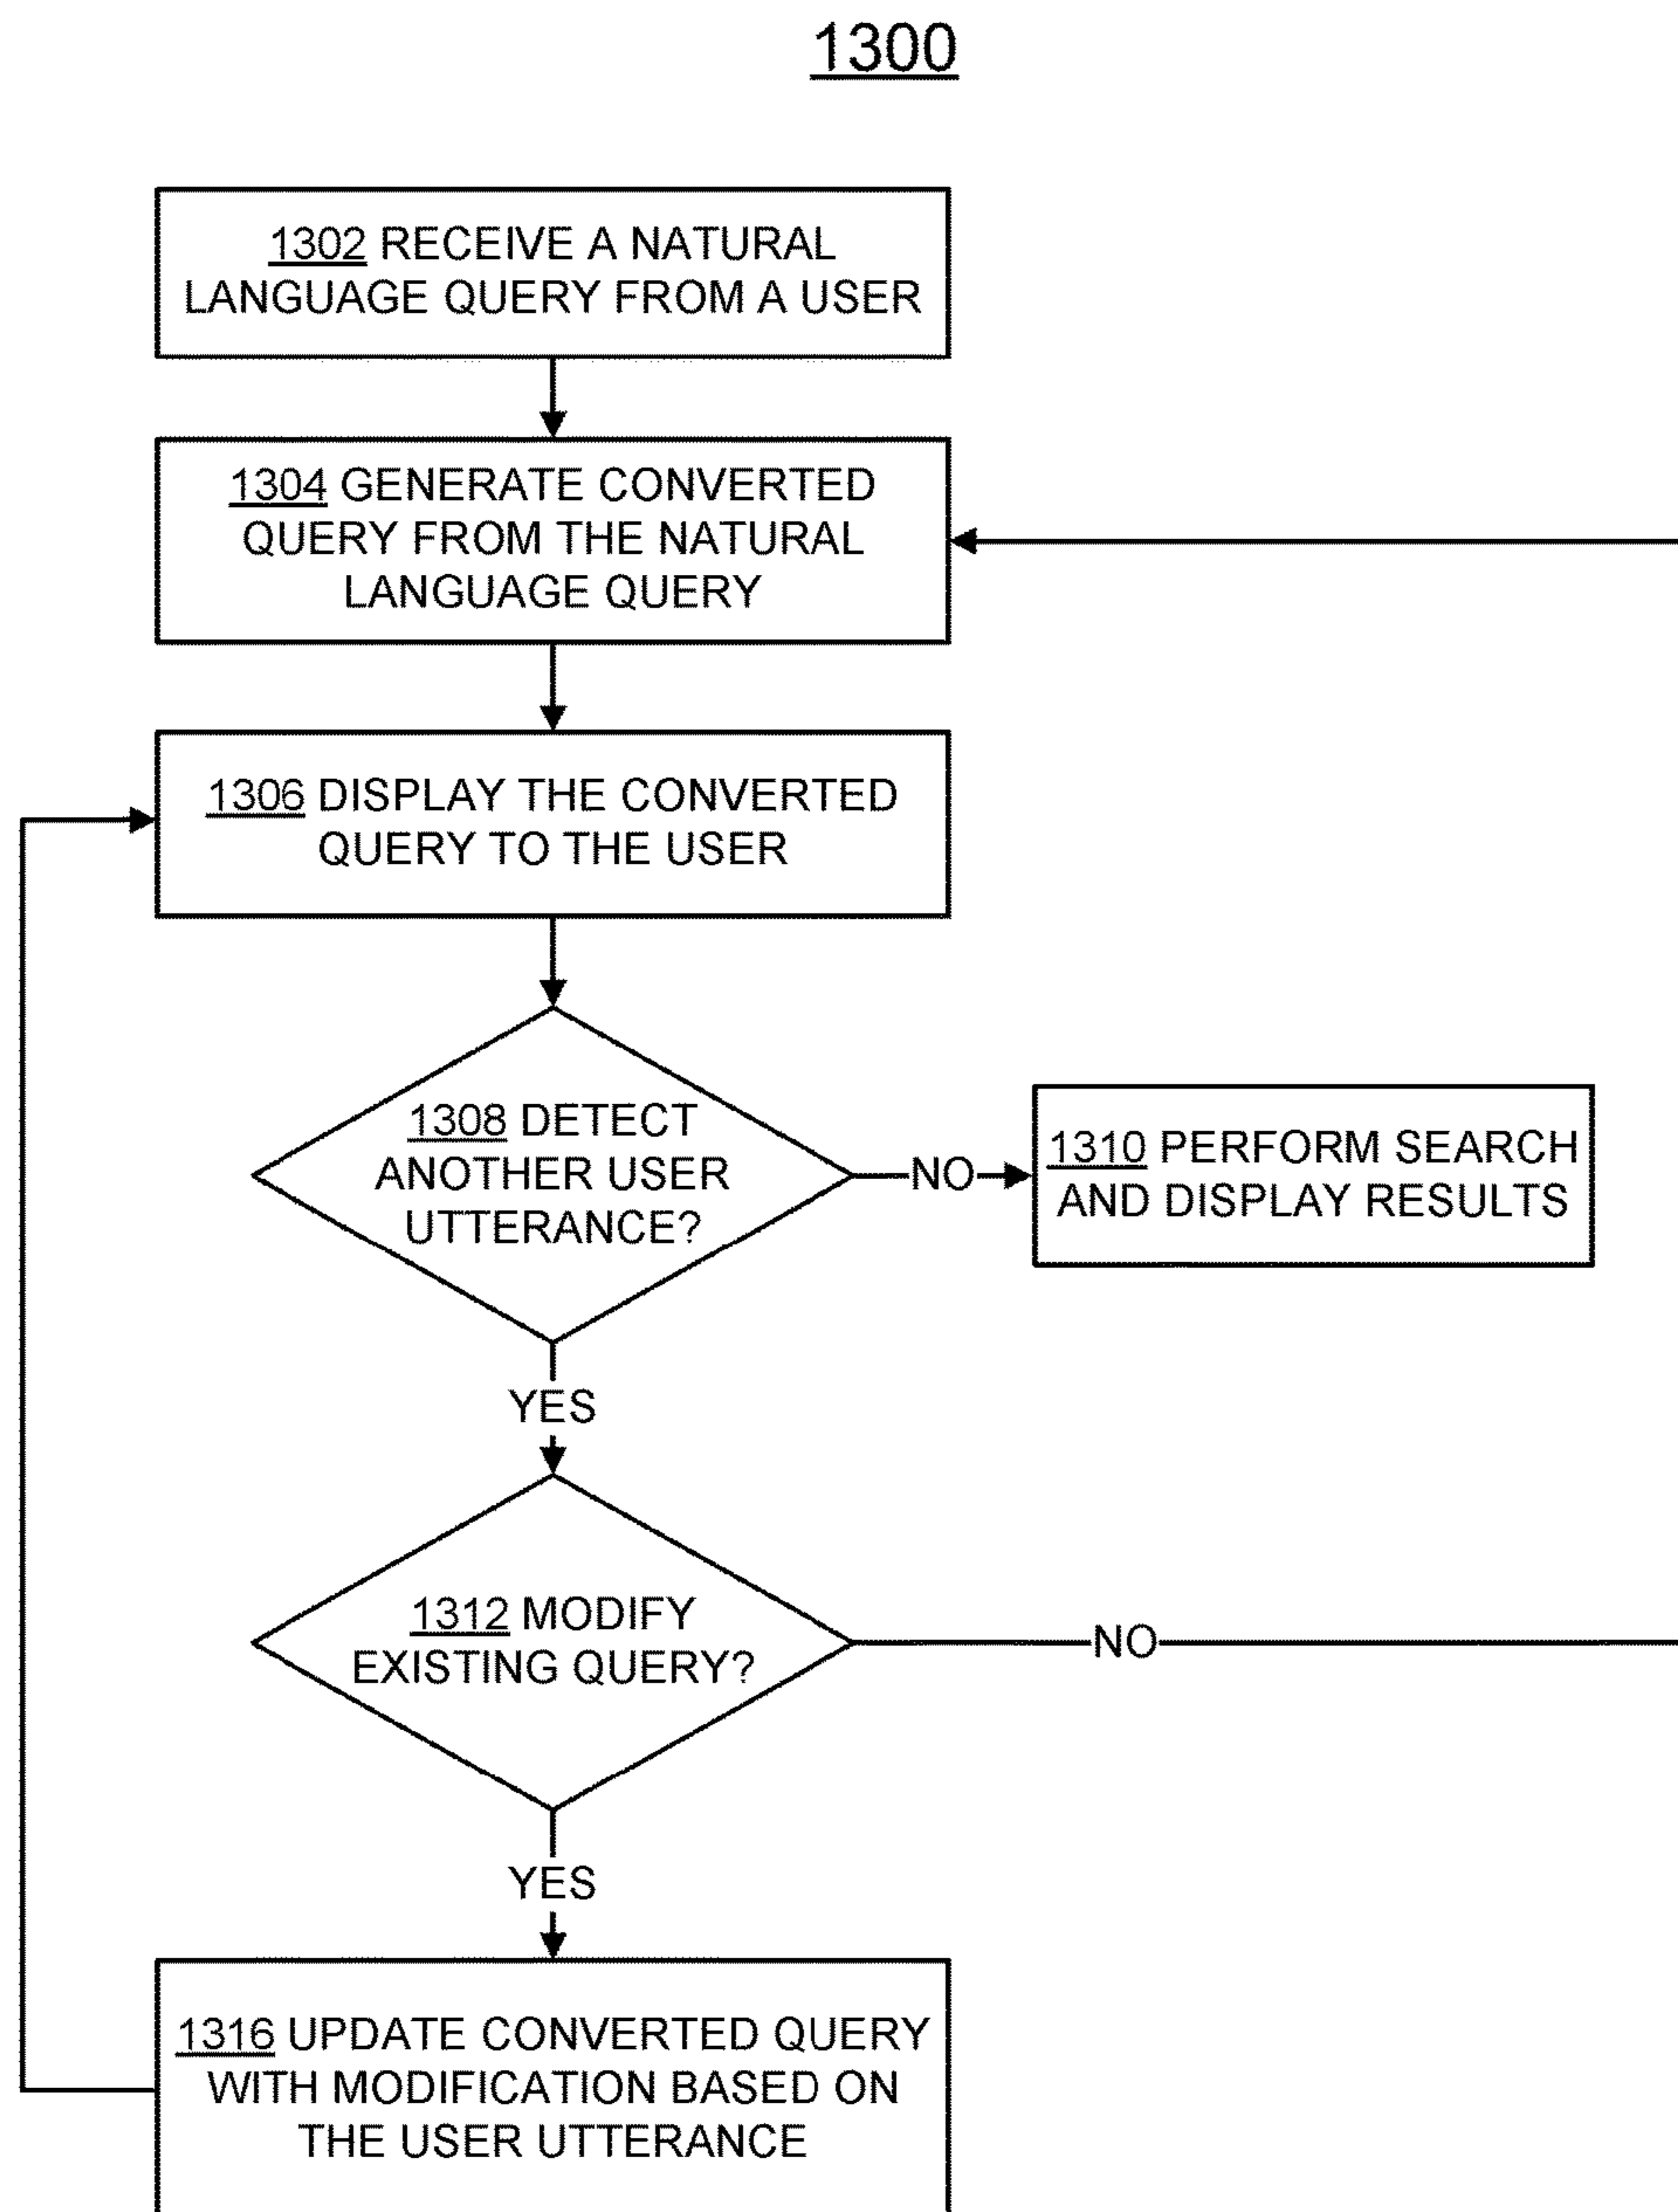 1300
1302 RECEIVE A NATURAL
LANGUAGE QUERY FROM A USER
1304 GENERATE CONVERTED
QUERY FROM THE NATURAL
LANGUAGE QUERY
1306 DISPLAY THE CONVERTED
QUERY TO THE USER
1308 DETECT
ANOTHER USER
UTTERANCE?
NO
1310 PERFORM SEARCH
AND DISPLAY RESULTS
YES
1312 MODIFY
EXISTING QUERY?
NO
YES
1316 UPDATE CONVERTED QUERY
WITH MODIFICATION BASED ON
THE USER UTTERANCE